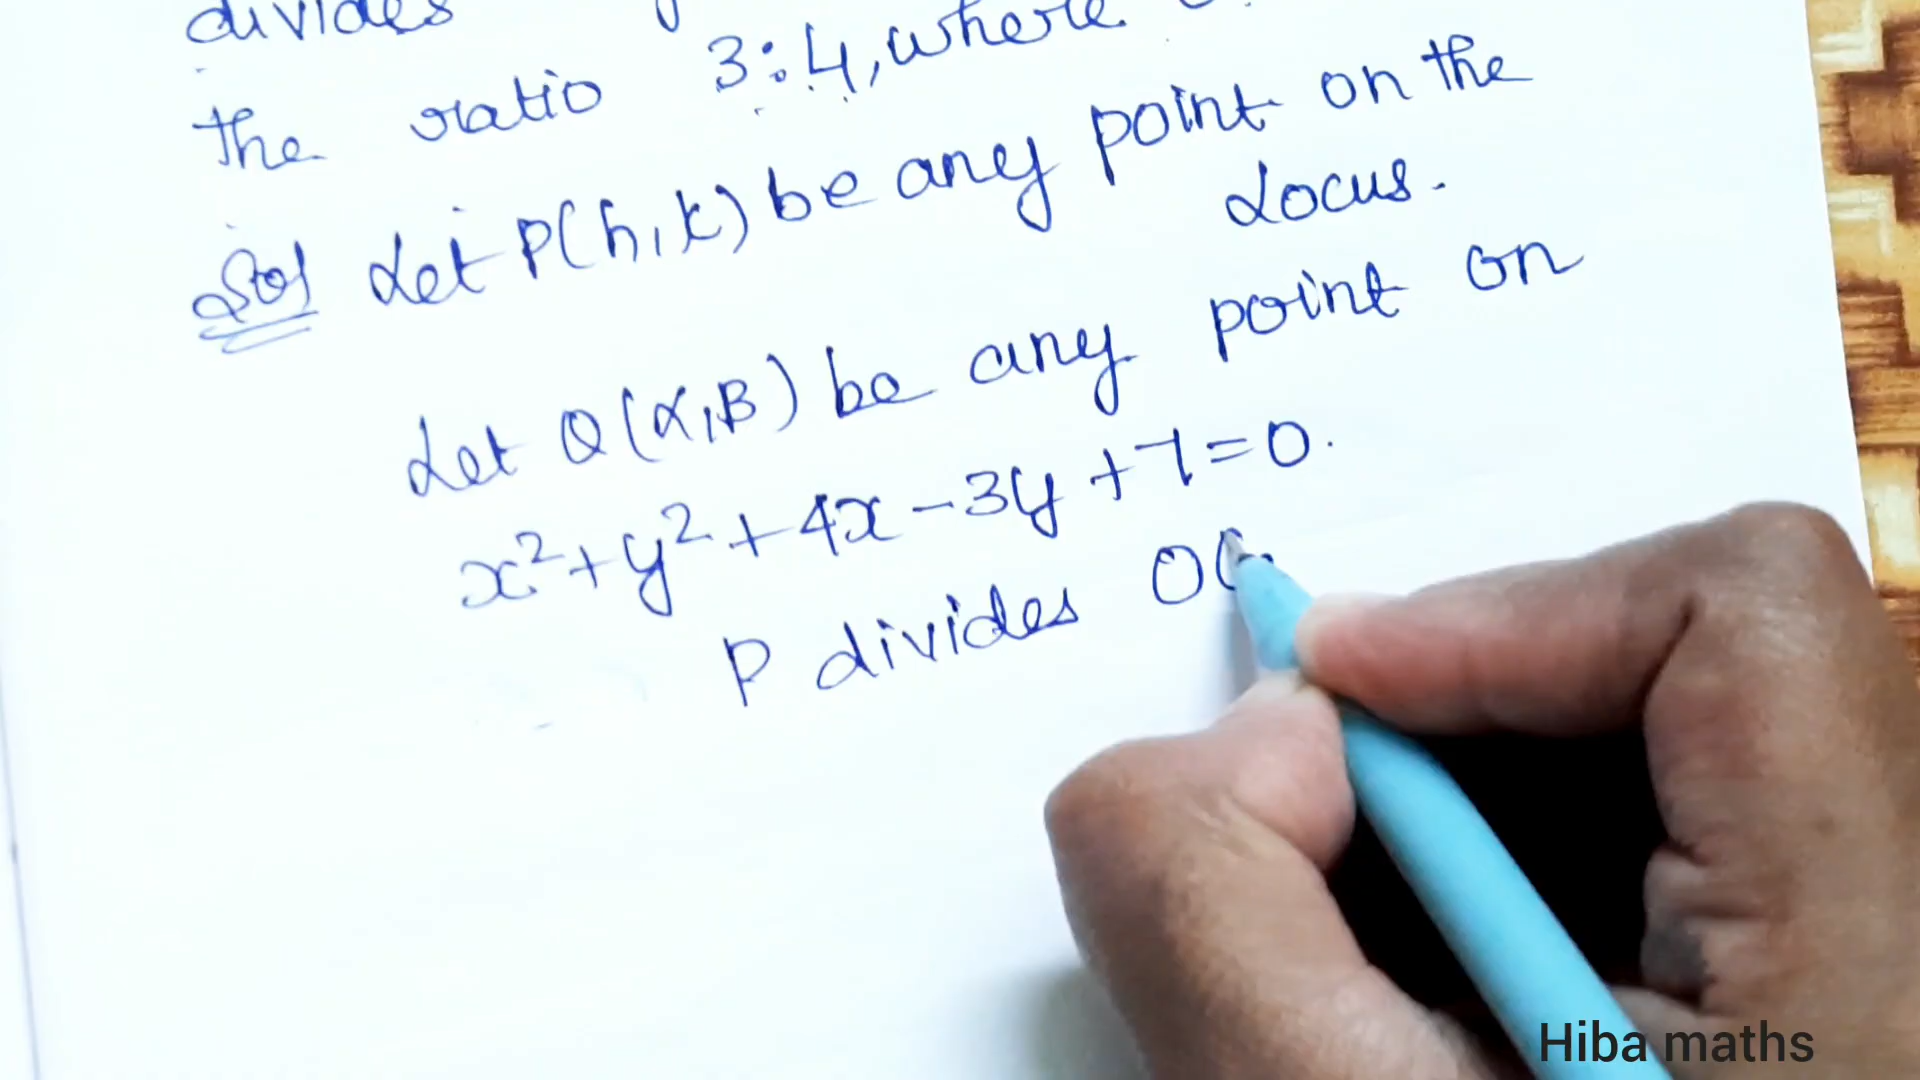 divides
the ratio 3:4, where
Sol Let P(h,k) be any point on the
Locus.
Let Q(α,β) be any point on
x²+y²+4x-3y+7=0.
P divides O
Hiba maths